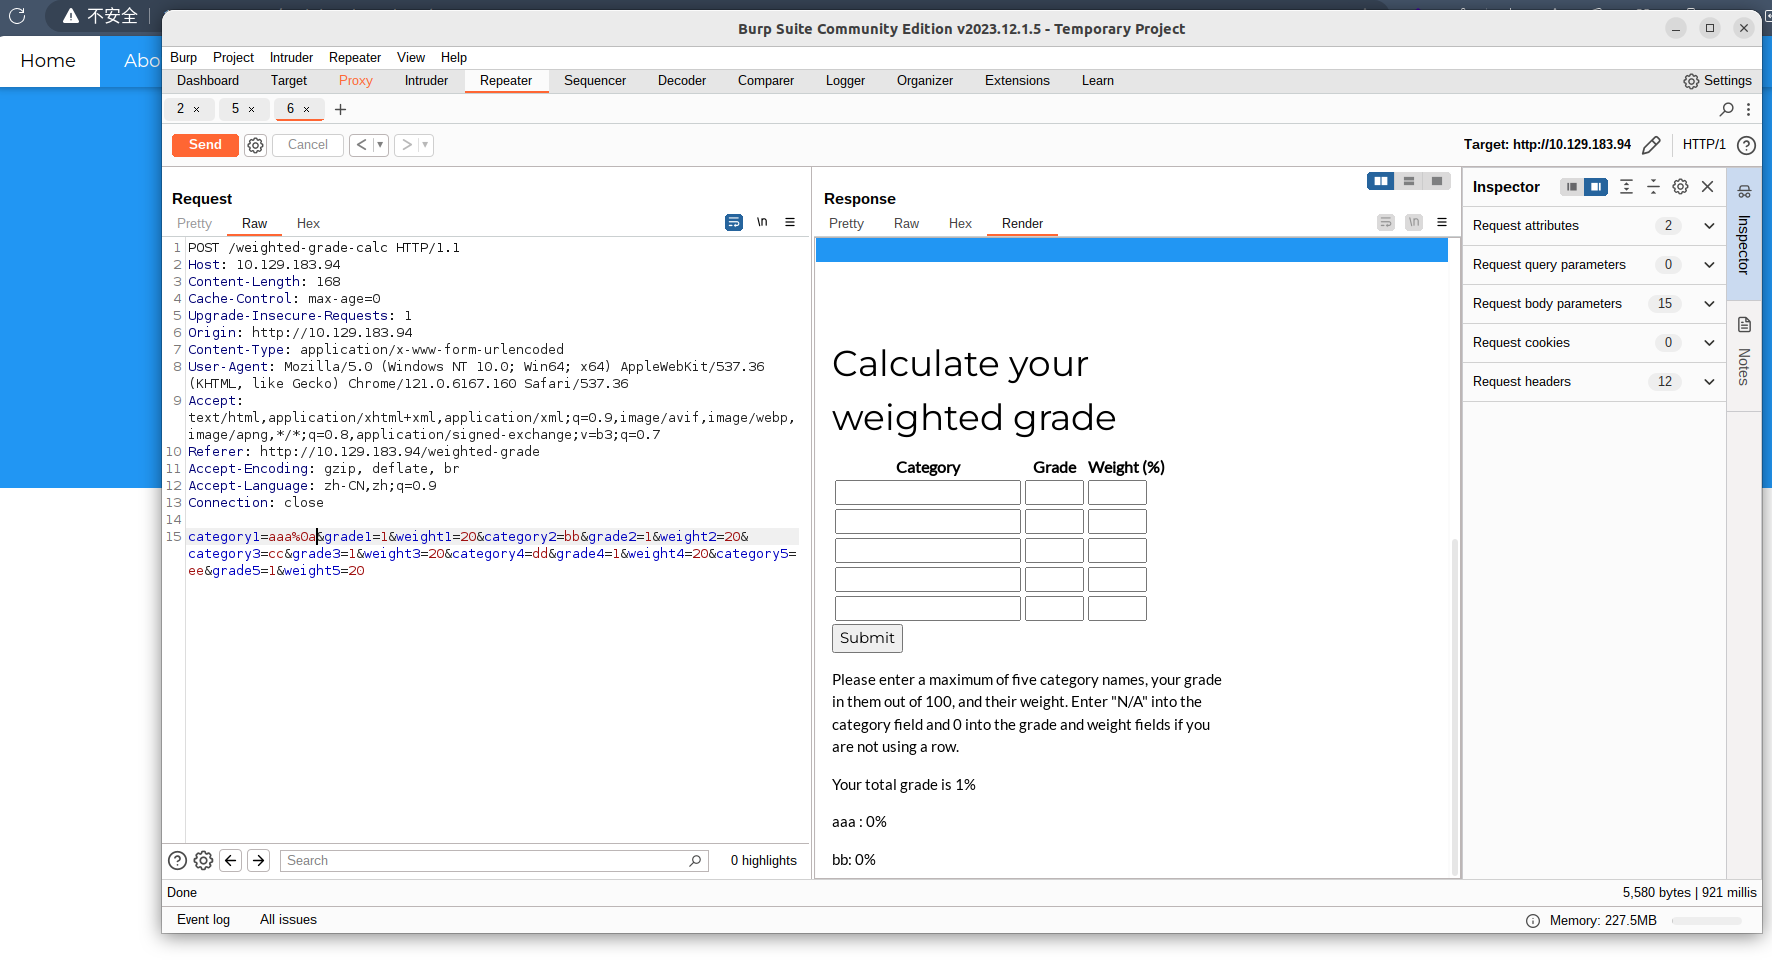 不安全
Burp Suite Community Edition v2023.12.1.5 - Temporary Project
Home
Abo
Burp Project Intruder Repeater View Help
Dashboard Target Proxy Intruder Repeater Sequencer Decoder Comparer Logger Organizer Extensions Learn Settings
2 × 5 × 6 × +
Send Cancel < >
Target: http://10.129.183.94 HTTP/1 ?
Request
Pretty Raw Hex \n
1 POST /weighted-grade-calc HTTP/1.1
2 Host: 10.129.183.94
3 Content-Length: 168
4 Cache-Control: max-age=0
5 Upgrade-Insecure-Requests: 1
6 Origin: http://10.129.183.94
7 Content-Type: application/x-www-form-urlencoded
8 User-Agent: Mozilla/5.0 (Windows NT 10.0; Win64; x64) AppleWebKit/537.36
(KHTML, like Gecko) Chrome/121.0.6167.160 Safari/537.36
9 Accept:
text/html,application/xhtml+xml,application/xml;q=0.9,image/avif,image/webp,
image/apng,*/*;q=0.8,application/signed-exchange;v=b3;q=0.7
10 Referer: http://10.129.183.94/weighted-grade
11 Accept-Encoding: gzip, deflate, br
12 Accept-Language: zh-CN,zh;q=0.9
13 Connection: close
14
15 category1=aaa%0a&grade1=1&weight1=20&category2=bb&grade2=1&weight2=20&
category3=cc&grade3=1&weight3=20&category4=dd&grade4=1&weight4=20&category5=
ee&grade5=1&weight5=20
Search
0 highlights
Response
Pretty Raw Hex Render \n
Calculate your
weighted grade
Category Grade Weight (%)
Submit
Please enter a maximum of five category names, your grade
in them out of 100, and their weight. Enter "N/A" into the
category field and 0 into the grade and weight fields if you
are not using a row.
Your total grade is 1%
aaa : 0%
bb: 0%
Inspector
Request attributes 2
Request query parameters 0
Request body parameters 15
Request cookies 0
Request headers 12
Inspector
Notes
Done
5,580 bytes | 921 millis
Event log All issues
Memory: 227.5MB